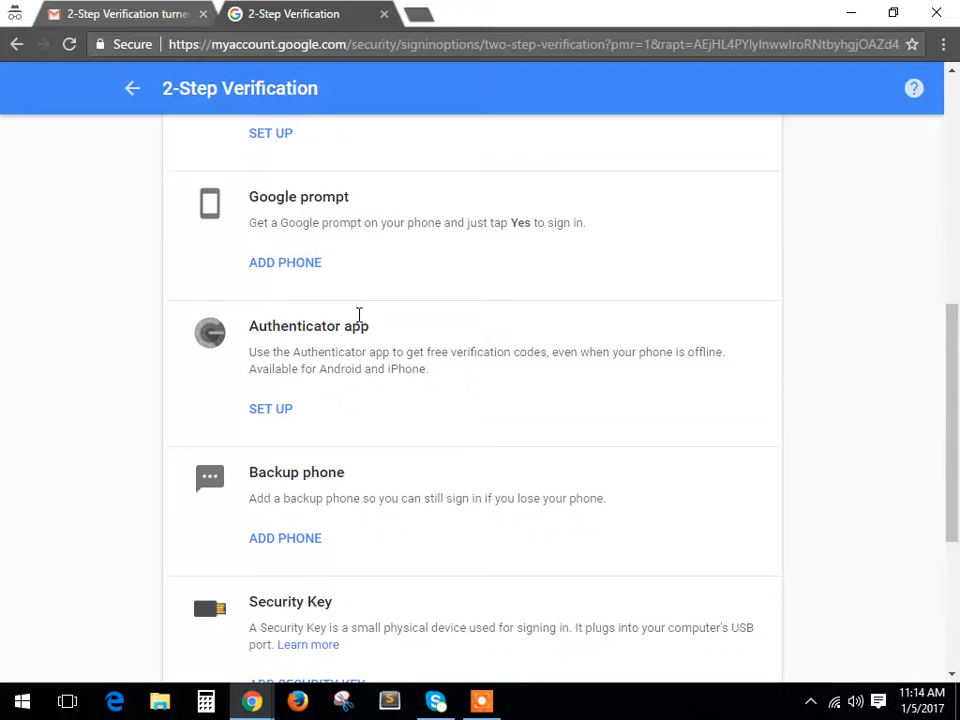 2-Step Verification turne
2-Step Verification
Secure
https://myaccount.google.com/security/signinoptions/two-step-verification?pmr=1&rapt=AEjHL4PYlyInwwIroRNtbyhgjOAZd4
2-Step Verification
SET UP
Google prompt
Get a Google prompt on your phone and just tap Yes to sign in.
ADD PHONE
Authenticator app
Use the Authenticator app to get free verification codes, even when your phone is offline.
Available for Android and iPhone.
SET UP
Backup phone
Add a backup phone so you can still sign in if you lose your phone.
ADD PHONE
Security Key
A Security Key is a small physical device used for signing in. It plugs into your computer's USB
port. Learn more
ADD SECURITY KEY
11:14 AM
1/5/2017